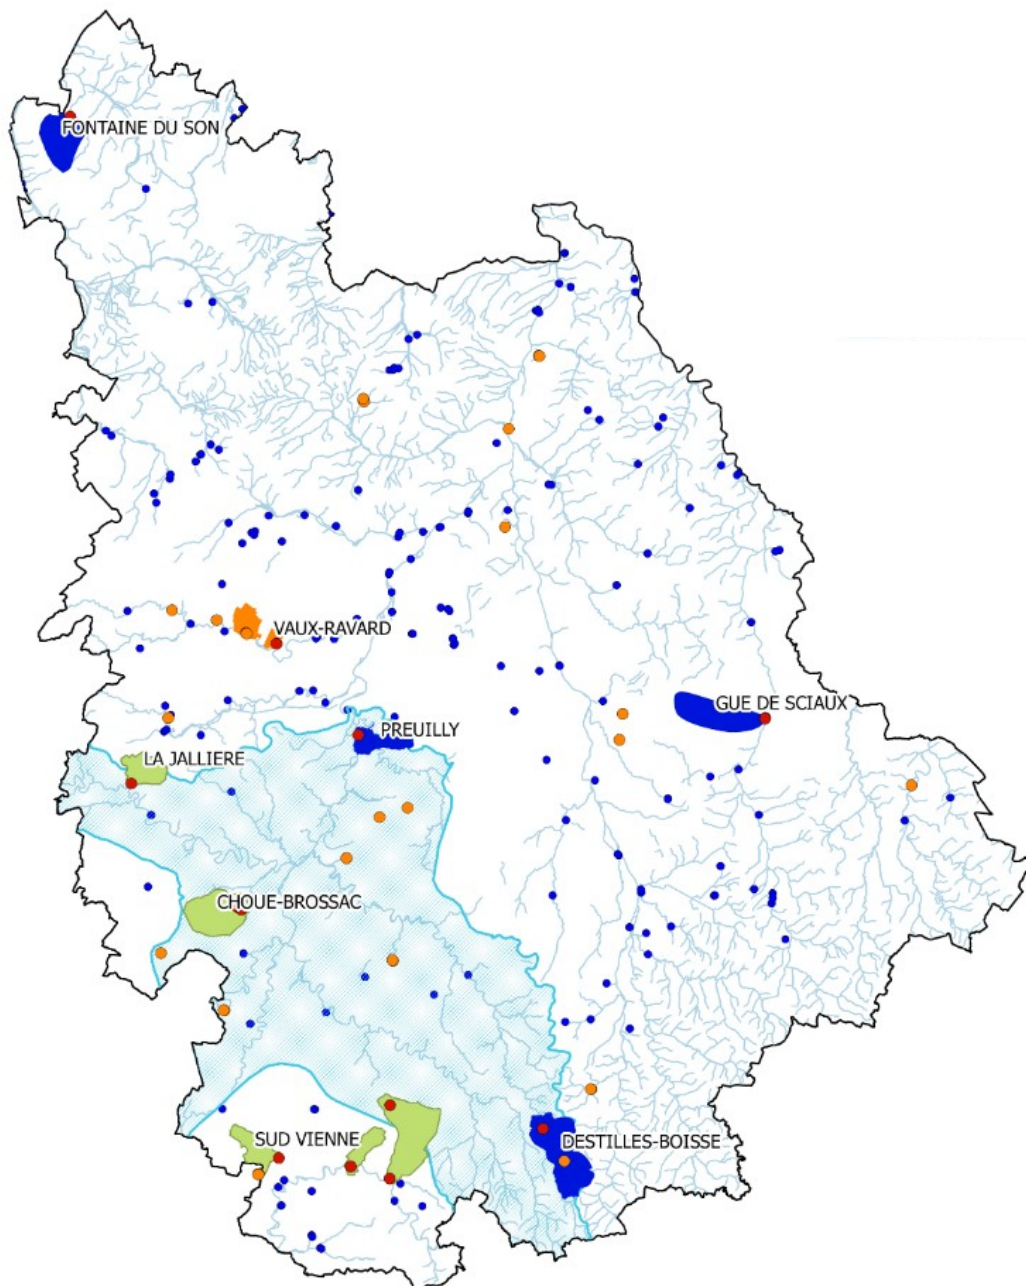 FONTAINE DU SON
VAUX-RAVARD
GUE DE SCIAUX
PREUILLY
LA JALLIERE
CHOUE-BROSSAC
SUD VIENNE
DESTILLES-BOISSE